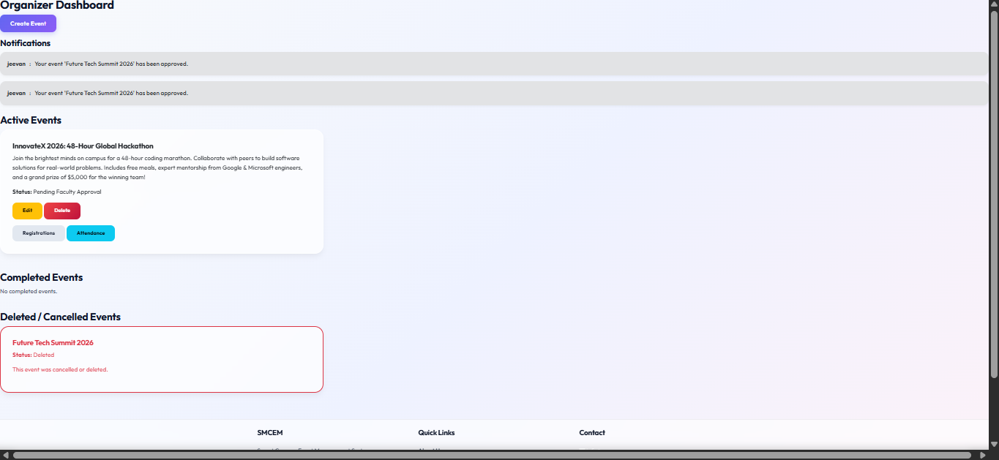 Organizer Dashboard
Create Event
Notifications
jeevan : Your event 'Future Tech Summit 2026' has been approved.
jeevan : Your event 'Future Tech Summit 2026' has been approved.
Active Events
InnovateX 2026: 48-Hour Global Hackathon
Join the brightest minds on campus for a 48-hour coding marathon. Collaborate with peers to build software
solutions for real-world problems. Includes free meals, expert mentorship from Google & Microsoft engineers,
and a grand prize of $5,000 for the winning team!
Status: Pending Faculty Approval
Edit Delete
Registrations Attendance
Completed Events
No completed events.
Deleted / Cancelled Events
Future Tech Summit 2026
Status: Deleted
This event was cancelled or deleted.
SMCEM Quick Links Contact